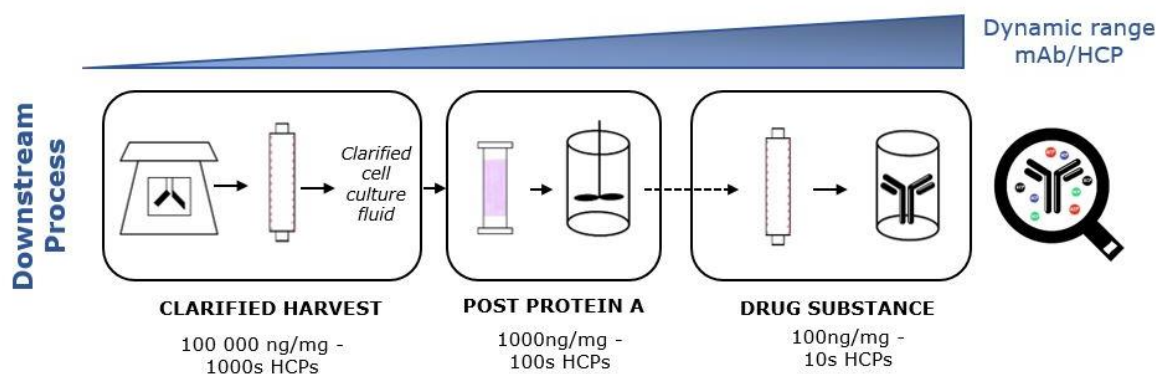 Dynamic range
mAb/HCP
Downstream
Process
Clarified
cell
culture
fluid
CLARIFIED HARVEST
100 000 ng/mg -
1000s HCPs
POST PROTEIN A
1000ng/mg -
100s HCPs
DRUG SUBSTANCE
100ng/mg -
10s HCPs